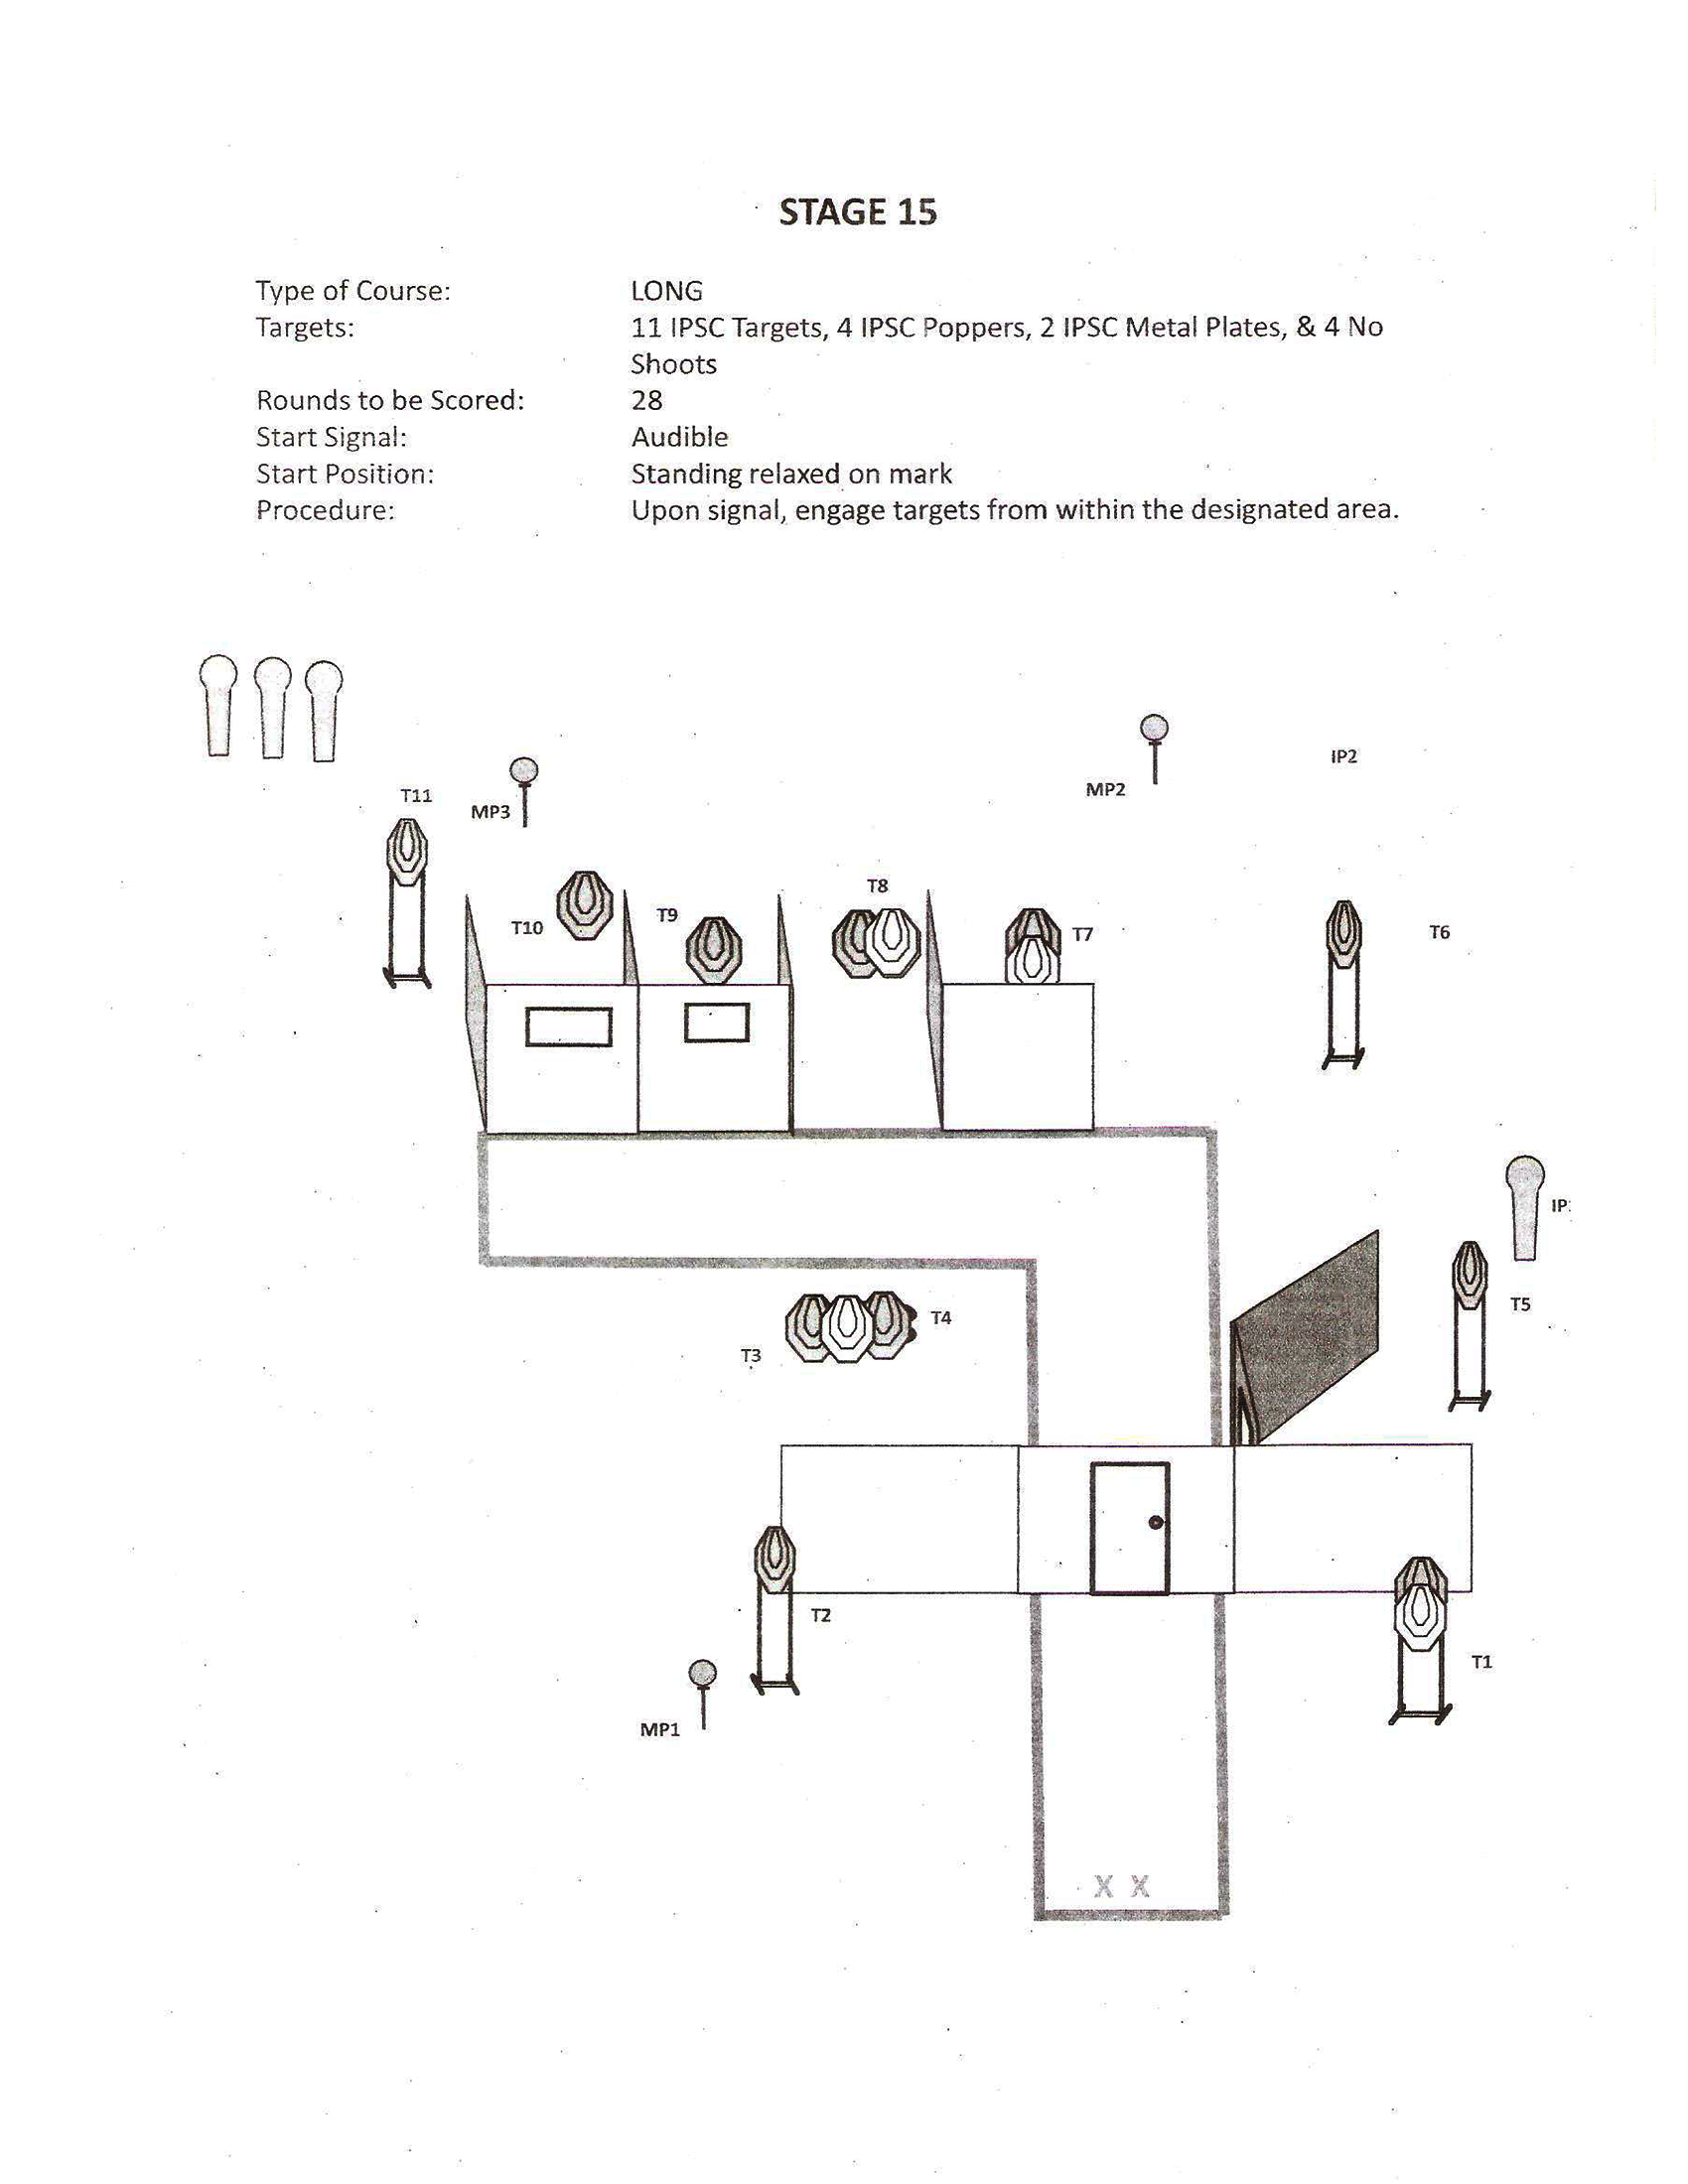 STAGE 15
Type of Course: LONG
Targets: 11 IPSC Targets, 4 IPSC Poppers, 2 IPSC Metal Plates, & 4 No
Shoots
Rounds to be Scored: 28
Start Signal: Audible
Start Position: Standing relaxed on mark
Procedure: Upon signal, engage targets from within the designated area.
IP2
MP2
T11
MP3
T8
T9
T10
T7
T6
IP
T5
T4
T3
T2
T1
MP1
X X